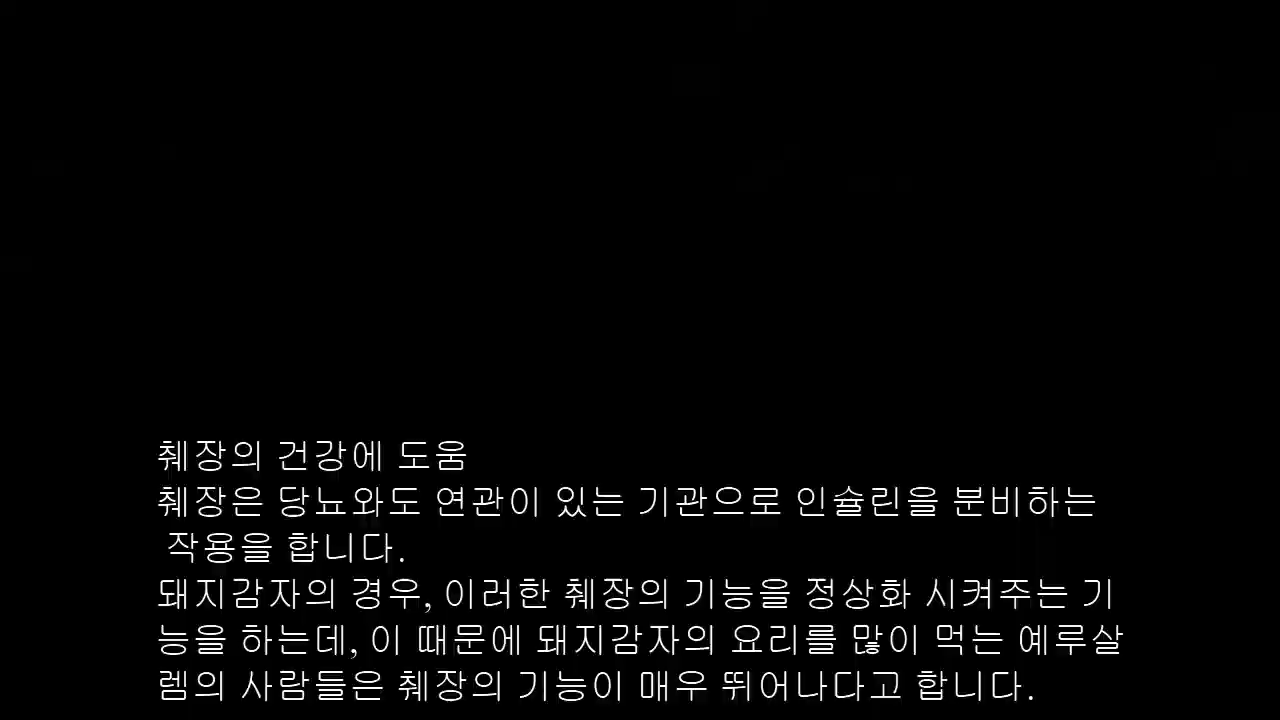 췌장의 건강에 도움
췌장은 당뇨와도 연관이 있는 기관으로 인슐린을 분비하는
작용을 합니다.
돼지감자의 경우, 이러한 췌장의 기능을 정상화 시켜주는 기
능을 하는데, 이 때문에 돼지감자의 요리를 많이 먹는 예루살
렘의 사람들은 췌장의 기능이 매우 뛰어나다고 합니다.